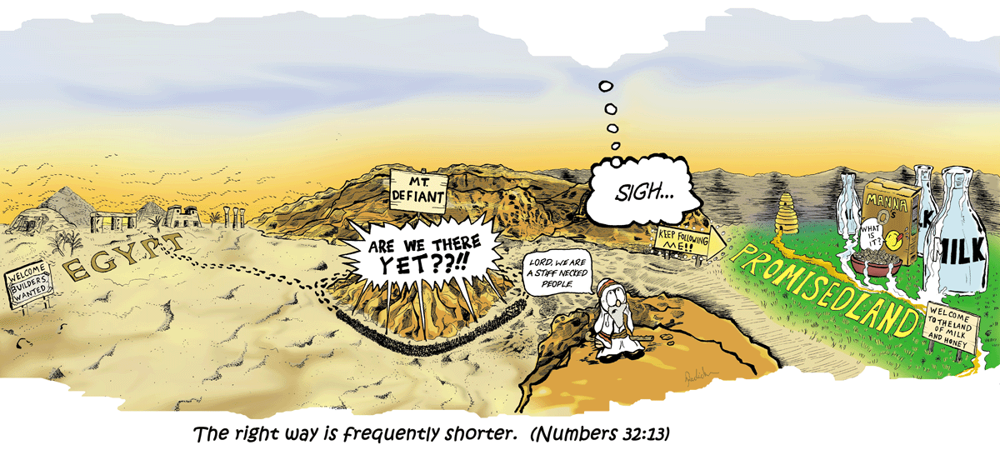 WELCOME
BUILDERS
WANTED
EGYPT
MT.
DEFIANT
ARE WE THERE
YET??!!
LORD, WE ARE
A STIFF NECKED
PEOPLE.
SIGH...
KEEP FOLLOWING
ME!!
PROMISEDLAND
MANNA
O's
WHAT
IS
IT?
LK
MILK
WELCOME
TO THE LAND
OF MILK
AND HONEY
The right way is frequently shorter. (Numbers 32:13)